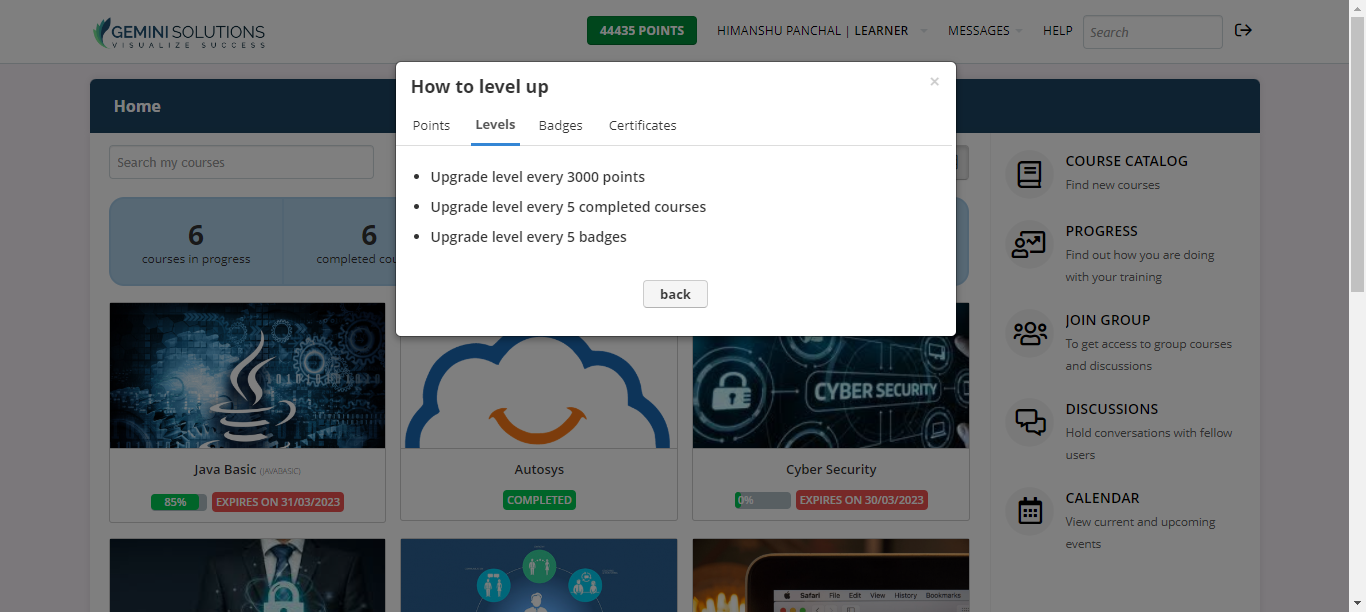 GEMINI SOLUTIONS
VISUALIZE SUCCESS
44435 POINTS
HIMANSHU PANCHAL | LEARNER
MESSAGES
HELP
Search
How to level up
×
Points
Levels
Badges
Certificates
Upgrade level every 3000 points
Upgrade level every 5 completed courses
Upgrade level every 5 badges
back
Home
Search my courses
6
courses in progress
6
completed cou
Java Basic (JAVABASIC)
85%
EXPIRES ON 31/03/2023
Autosys
COMPLETED
CYBER SECURITY
Cyber Security
0%
EXPIRES ON 30/03/2023
Safari File Edit View History Bookmarks
COURSE CATALOG
Find new courses
PROGRESS
Find out how you are doing
with your training
JOIN GROUP
To get access to group courses
and discussions
DISCUSSIONS
Hold conversations with fellow
users
CALENDAR
View current and upcoming
events